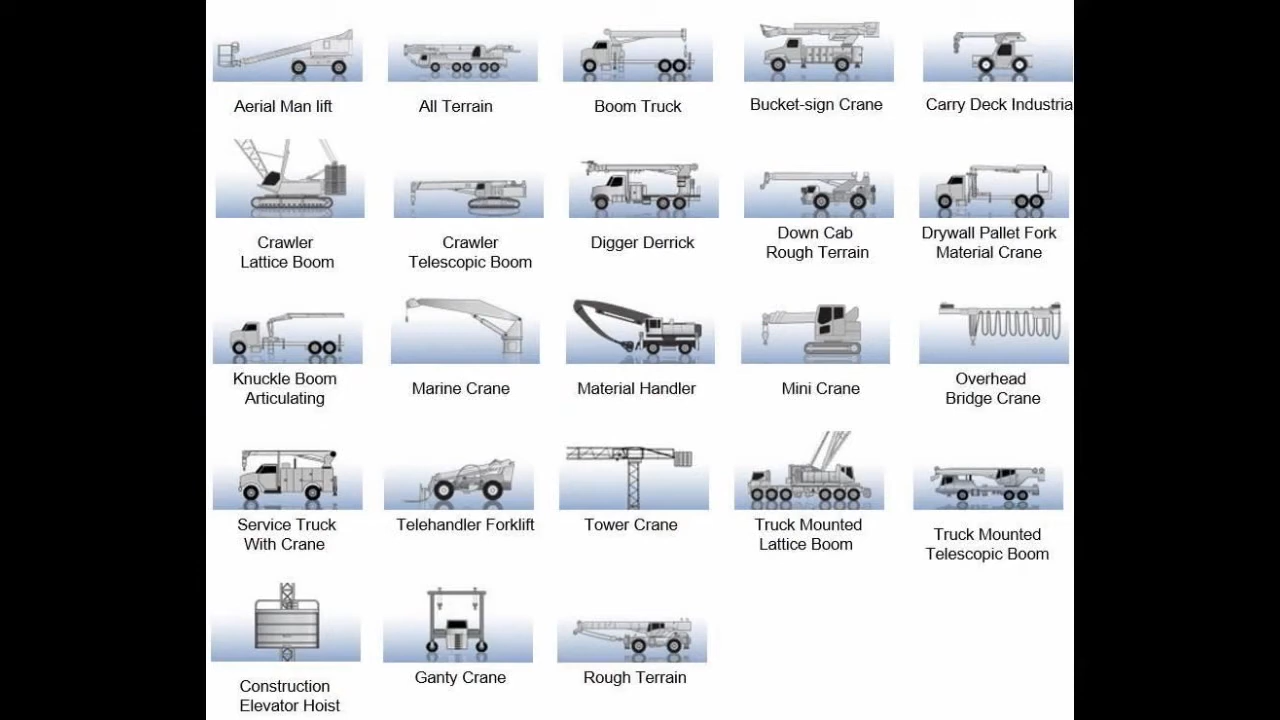 Aerial Man lift
All Terrain
Boom Truck
Bucket-sign Crane
Carry Deck Industria
Crawler
Lattice Boom
Crawler
Telescopic Boom
Digger Derrick
Down Cab
Rough Terrain
Drywall Pallet Fork
Material Crane
Knuckle Boom
Articulating
Marine Crane
Material Handler
Mini Crane
Overhead
Bridge Crane
Service Truck
With Crane
Telehandler Forklift
Tower Crane
Truck Mounted
Lattice Boom
Truck Mounted
Telescopic Boom
Construction
Elevator Hoist
Ganty Crane
Rough Terrain